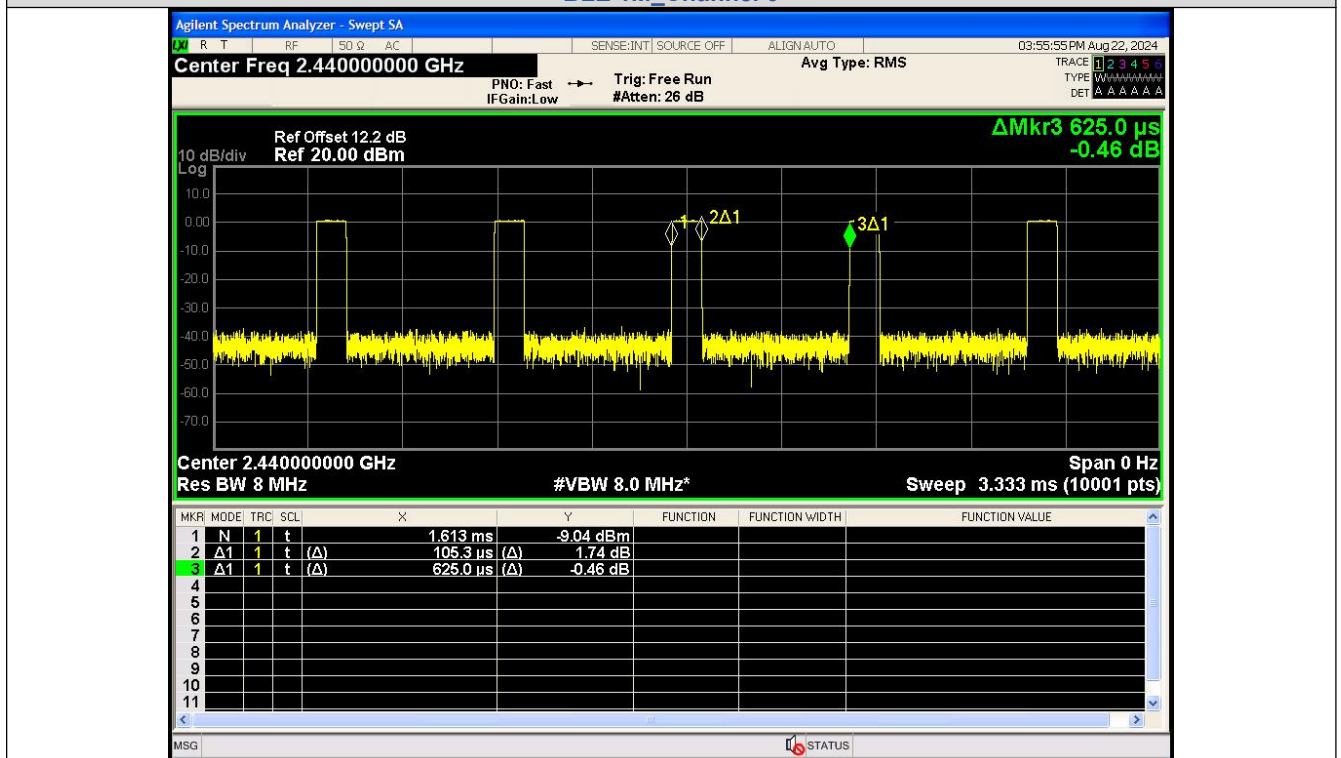 Agilent Spectrum Analyzer - Swept SA
LXI R T RF 50 Ω AC SENSE:INT SOURCE OFF ALIGN AUTO 03:55:55 PM Aug 22, 2024
Center Freq 2.440000000 GHz Avg Type: RMS TRACE 1 2 3 4 5 6
PNO: Fast Trig: Free Run TYPE W
IFGain:Low #Atten: 26 dB DET A A A A A A
ΔMkr3 625.0 µs
Ref Offset 12.2 dB
10 dB/div Ref 20.00 dBm -0.46 dB
Log
10.0
0.00 1 2Δ1 3Δ1
-10.0
-20.0
-30.0
-40.0
-50.0
-60.0
-70.0
Center 2.440000000 GHz Span 0 Hz
Res BW 8 MHz #VBW 8.0 MHz* Sweep 3.333 ms (10001 pts)
MKR MODE TRC SCL X Y FUNCTION FUNCTION WIDTH FUNCTION VALUE
1 N 1 t 1.613 ms -9.04 dBm
2 Δ1 1 t (Δ) 105.3 µs (Δ) 1.74 dB
3 Δ1 1 t (Δ) 625.0 µs (Δ) -0.46 dB
4
5
6
7
8
9
10
11
MSG STATUS